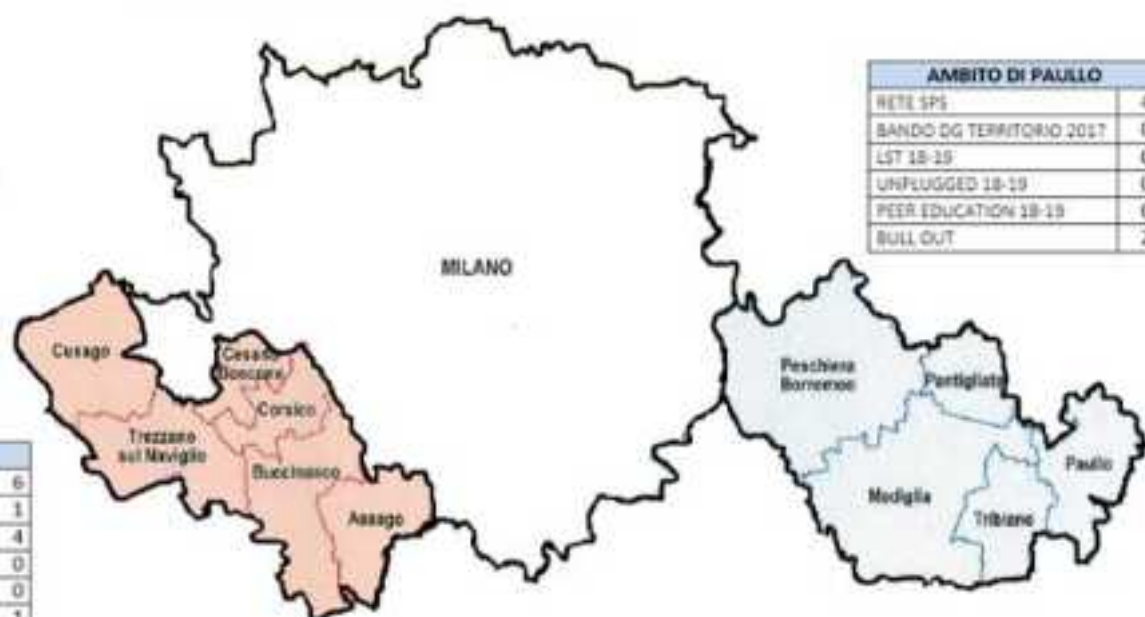 AMBITO DI PAULLO
RETE SPS
BANDO DG TERRITORIO 2017
LST 18-19
UNPLUGGED 18-19
PEER EDUCATION 18-19
BULL OUT
MILANO
Cusago
Cesano
Boscone
Corsico
Trezzano
sul Naviglio
Buccinasco
Assago
Peschiera
Borromeo
Pantigliate
Paullo
Mediglia
Tribiano
6
1
4
0
0
1